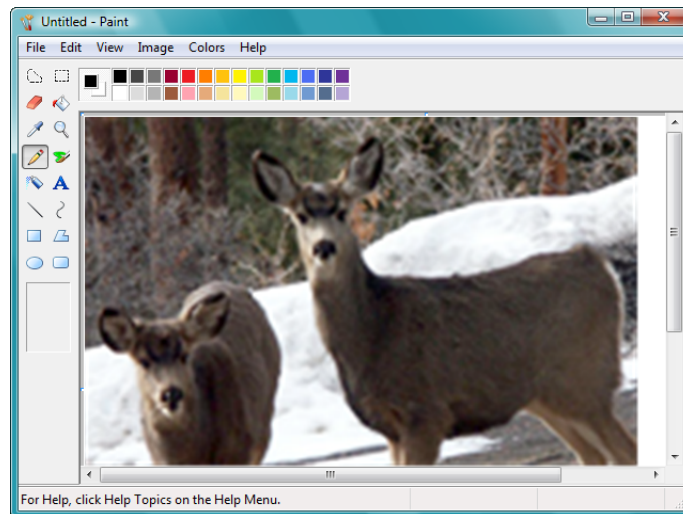 Untitled - Paint
File Edit View Image Colors Help
A
For Help, click Help Topics on the Help Menu.